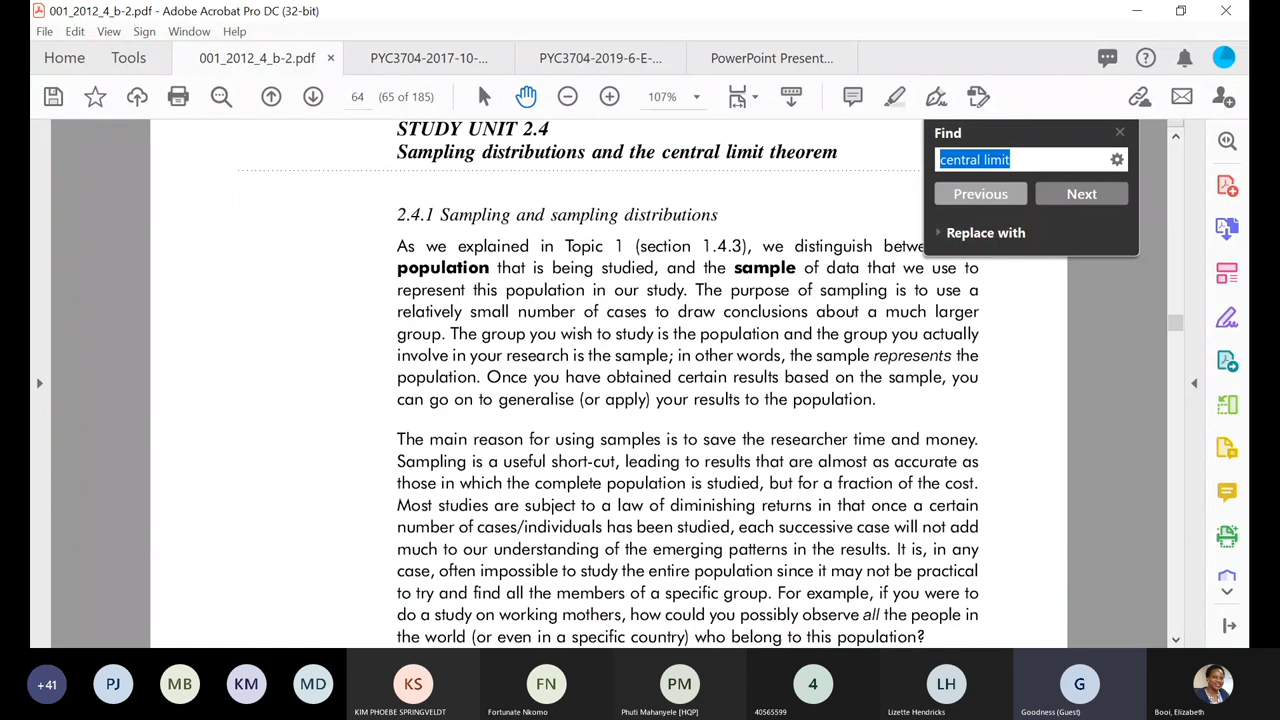 001_2012_4_b-2.pdf - Adobe Acrobat Pro DC (32-bit)
File Edit View Sign Window Help
Home Tools 001_2012_4_b-2.pdf × PYC3704-2017-10-... PYC3704-2019-6-E-... PowerPoint Present...
64 (65 of 185) 107%
STUDY UNIT 2.4
Sampling distributions and the central limit theorem
Find
central limit
Previous Next
Replace with
2.4.1 Sampling and sampling distributions
As we explained in Topic 1 (section 1.4.3), we distinguish betwe
population that is being studied, and the sample of data that we use to
represent this population in our study. The purpose of sampling is to use a
relatively small number of cases to draw conclusions about a much larger
group. The group you wish to study is the population and the group you actually
involve in your research is the sample; in other words, the sample represents the
population. Once you have obtained certain results based on the sample, you
can go on to generalise (or apply) your results to the population.
The main reason for using samples is to save the researcher time and money.
Sampling is a useful short-cut, leading to results that are almost as accurate as
those in which the complete population is studied, but for a fraction of the cost.
Most studies are subject to a law of diminishing returns in that once a certain
number of cases/individuals has been studied, each successive case will not add
much to our understanding of the emerging patterns in the results. It is, in any
case, often impossible to study the entire population since it may not be practical
to try and find all the members of a specific group. For example, if you were to
do a study on working mothers, how could you possibly observe all the people in
the world (or even in a specific country) who belong to this population?
+41 PJ MB KM MD KS FN PM 4 LH G
KIM PHOEBE SPRINGVELDT Fortunate Nkomo Phuti Mahanyele [HQP] 40565599 Lizette Hendricks Goodness (Guest) Booi, Elizabeth